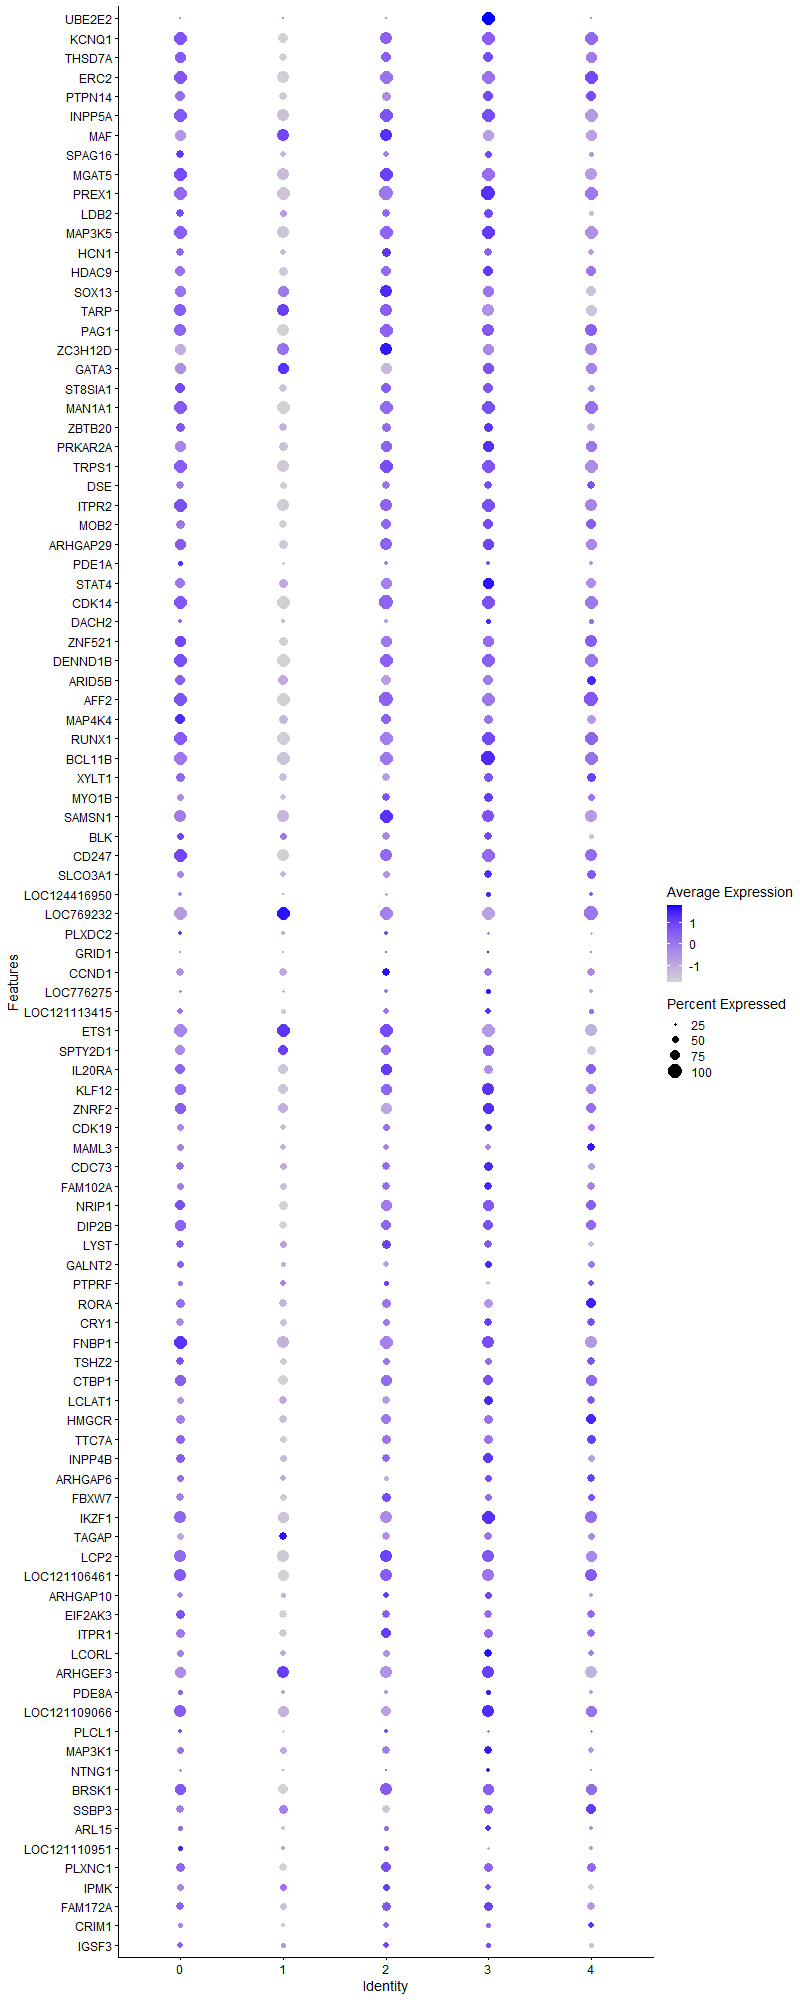 UBE2E2
KCNQ1
THSD7A
ERC2
PTPN14
INPP5A
MAF
SPAG16
MGAT5
PREX1
LDB2
MAP3K5
HCN1
HDAC9
SOX13
TARP
PAG1
ZC3H12D
GATA3
ST8SIA1
MAN1A1
ZBTB20
PRKAR2A
TRPS1
DSE
ITPR2
MOB2
ARHGAP29
PDE1A
STAT4
CDK14
DACH2
ZNF521
DENND1B
ARID5B
AFF2
MAP4K4
RUNX1
BCL11B
XYLT1
MYO1B
SAMSN1
BLK
CD247
SLCO3A1
LOC124416950
LOC769232
PLXDC2
GRID1
CCND1
LOC776275
LOC121113415
ETS1
SPTY2D1
IL20RA
KLF12
ZNRF2
CDK19
MAML3
CDC73
FAM102A
NRIP1
DIP2B
LYST
GALNT2
PTPRF
RORA
CRY1
FNBP1
TSHZ2
CTBP1
LCLAT1
HMGCR
TTC7A
INPP4B
ARHGAP6
FBXW7
IKZF1
TAGAP
LCP2
LOC121106461
ARHGAP10
EIF2AK3
ITPR1
LCORL
ARHGEF3
PDE8A
LOC121109066
PLCL1
MAP3K1
NTNG1
BRSK1
SSBP3
ARL15
LOC121110951
PLXNC1
IPMK
FAM172A
CRIM1
IGSF3
Features
0 1 2 3 4
Identity
Average Expression
1
0
-1
Percent Expressed
25
50
75
100